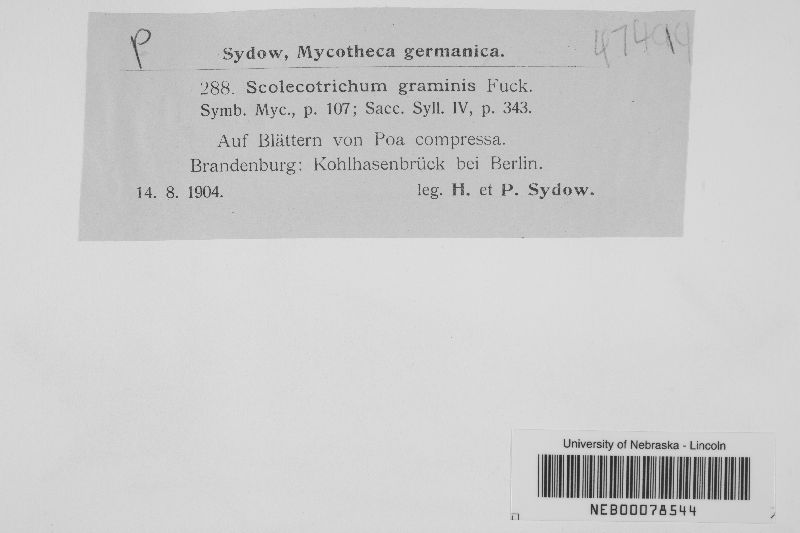 P
Sydow, Mycotheca germanica.
47499
288. Scolecotrichum graminis Fuck.
Symb. Myc., p. 107; Sacc. Syll. IV, p. 343.
Auf Blättern von Poa compressa.
Brandenburg: Kohlhasenbrück bei Berlin.
14. 8. 1904. leg. H. et P. Sydow.
University of Nebraska - Lincoln
NEB00078544